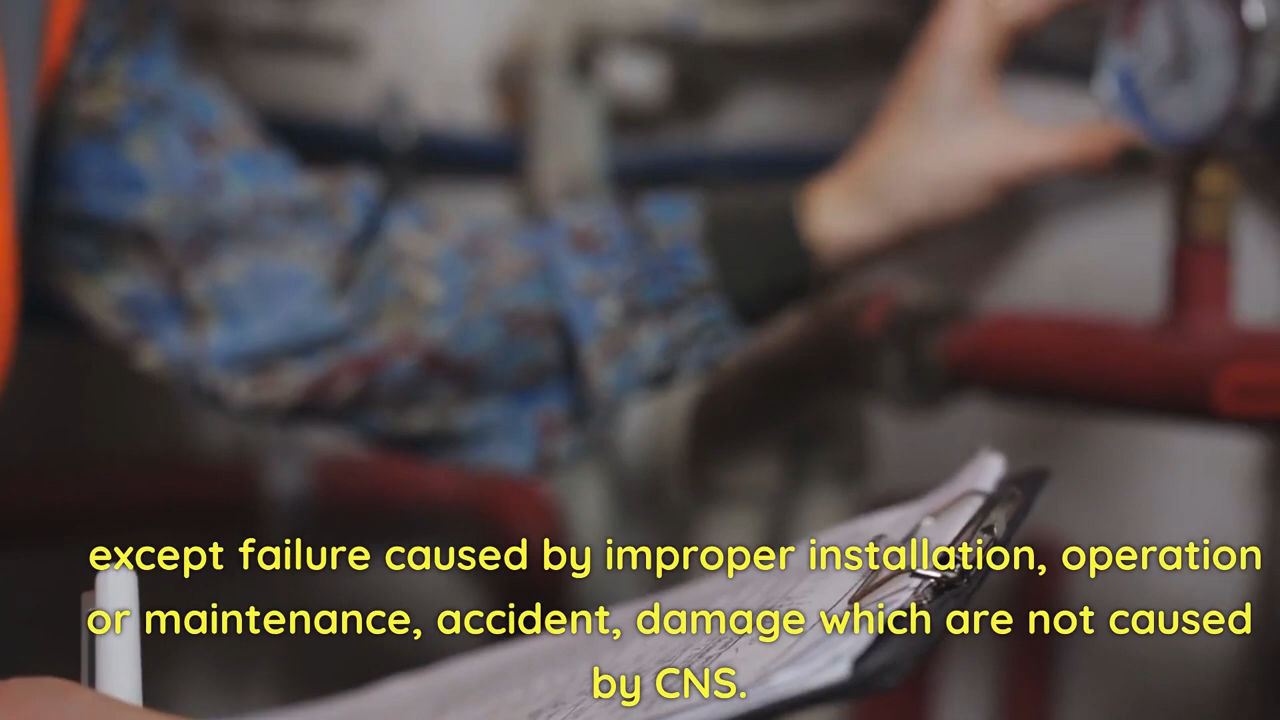 except failure caused by improper installation, operation
or maintenance, accident, damage which are not caused
by CNS.